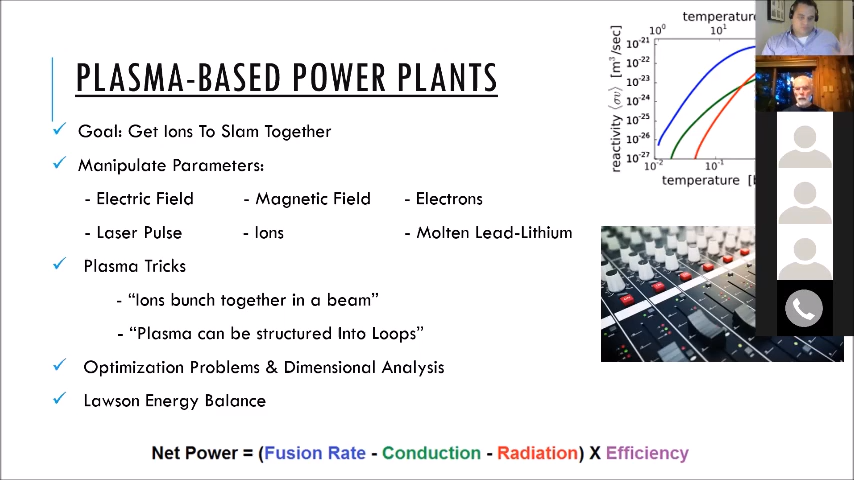 PLASMA-BASED POWER PLANTS
Goal: Get Ions To Slam Together
Manipulate Parameters:
- Electric Field - Magnetic Field - Electrons
- Laser Pulse - Ions - Molten Lead-Lithium
Plasma Tricks
- “Ions bunch together in a beam”
- “Plasma can be structured Into Loops”
Optimization Problems & Dimensional Analysis
Lawson Energy Balance
Net Power = (Fusion Rate - Conduction - Radiation) X Efficiency
temperature
10⁰ 10¹
reactivity ⟨σv⟩ [m³/sec]
10⁻²¹
10⁻²²
10⁻²³
10⁻²⁴
10⁻²⁵
10⁻²⁶
10⁻²⁷
10⁻² 10⁻¹
temperature [b